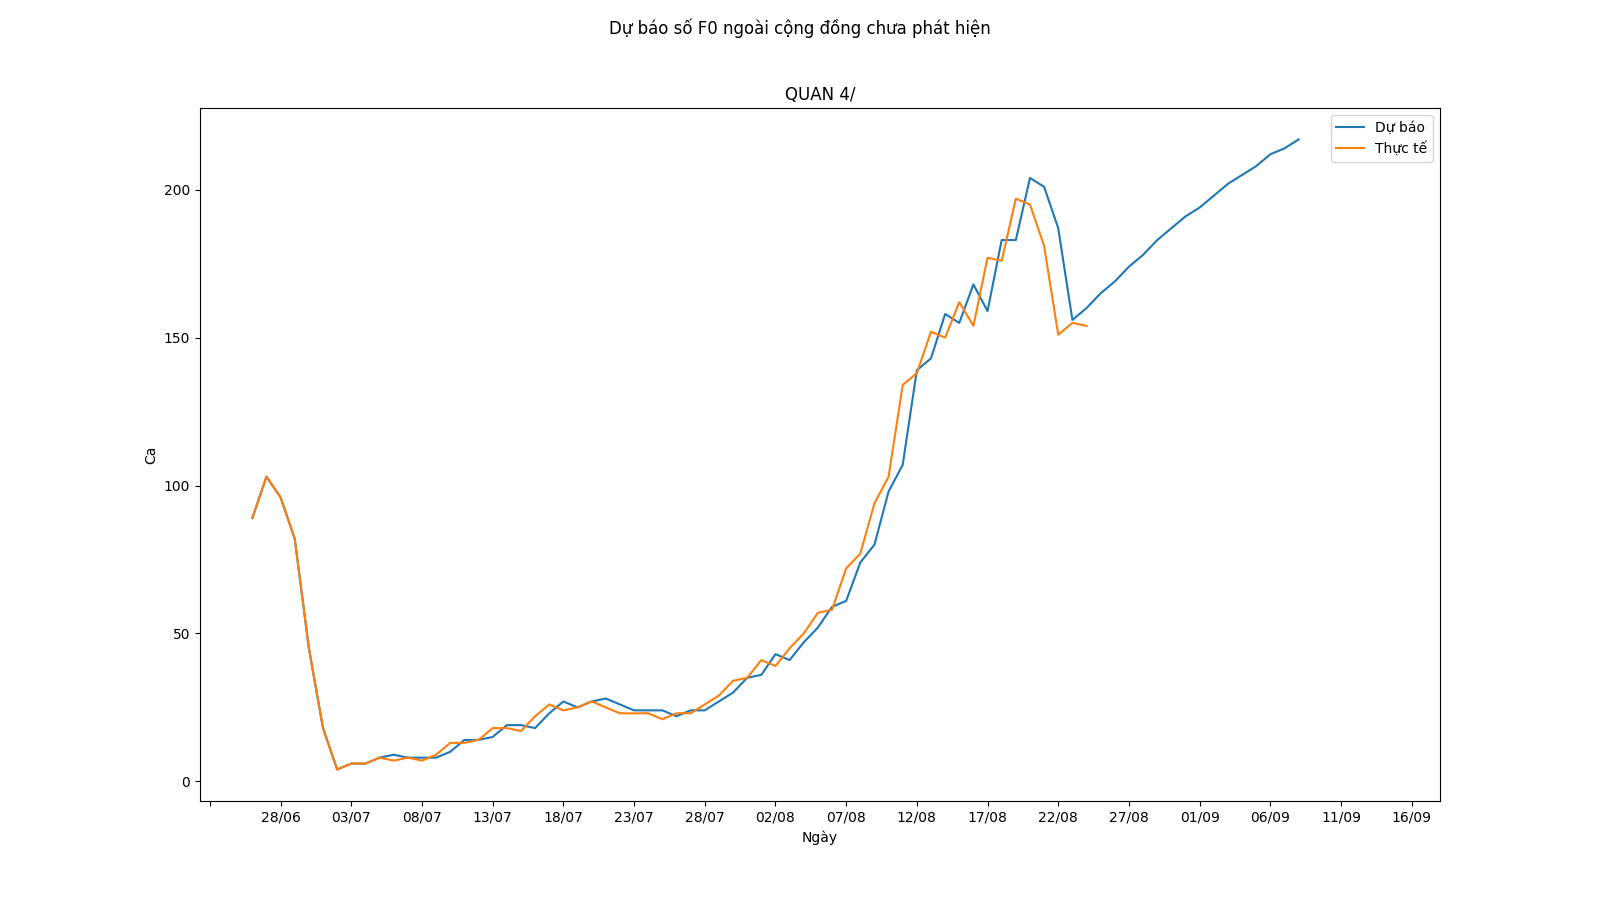 Dự báo số F0 ngoài cộng đồng chưa phát hiện
QUAN 4/
Dự báo
Thực tế
200
150
100
50
0
Ca
28/06 03/07 08/07 13/07 18/07 23/07 28/07 02/08 07/08 12/08 17/08 22/08 27/08 01/09 06/09 11/09 16/09
Ngày